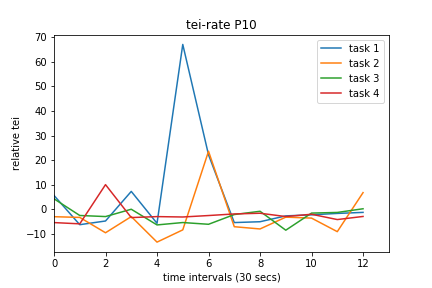 tei-rate P10
relative tei
70
60
50
40
30
20
10
0
−10
task 1
task 2
task 3
task 4
0 2 4 6 8 10 12
time intervals (30 secs)